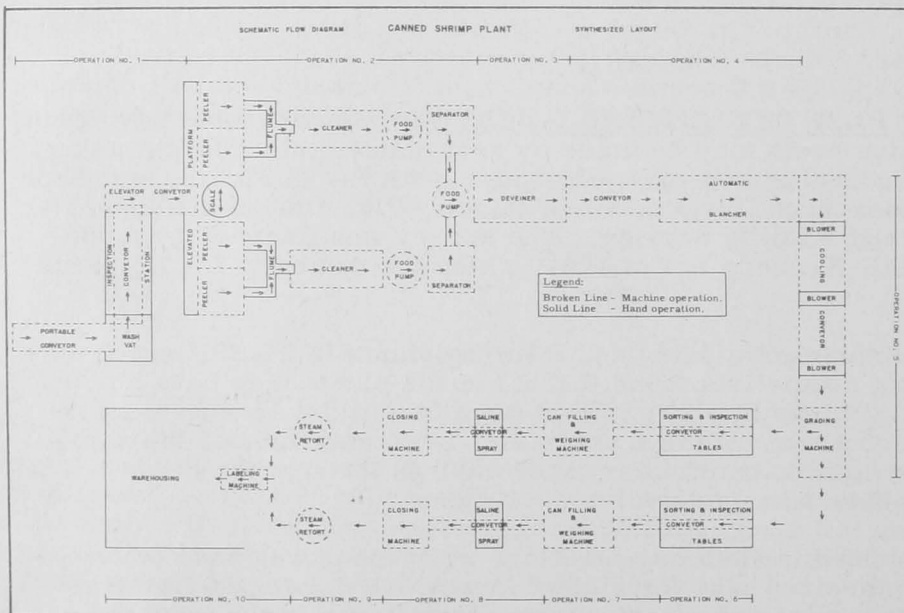 SCHEMATIC FLOW DIAGRAM CANNED SHRIMP PLANT SYNTHESIZED LAYOUT
OPERATION NO. 1 OPERATION NO. 2 OPERATION NO. 3 OPERATION NO. 4
ELEVATED PLATFORM
PEELER
PEELER
FLUME
CLEANER
FOOD
PUMP
SEPARATOR
ELEVATOR CONVEYOR
SCALE
FOOD
PUMP
DEVEINER
CONVEYOR
AUTOMATIC
BLANCHER
INSPECTION
CONVEYOR
STATION
PEELER
PEELER
FLUME
CLEANER
FOOD
PUMP
SEPARATOR
PORTABLE
CONVEYOR
WASH
VAT
Legend:
Broken Line - Machine operation.
Solid Line - Hand operation.
BLOWER
COOLING
BLOWER
CONVEYOR
BLOWER
OPERATION NO. 5
GRADING
MACHINE
SORTING & INSPECTION
CONVEYOR
TABLES
CAN FILLING
&
WEIGHING
MACHINE
SALINE
CONVEYOR
SPRAY
CLOSING
MACHINE
STEAM
RETORT
WAREHOUSING
LABELING
MACHINE
SORTING & INSPECTION
CONVEYOR
TABLES
CAN FILLING
&
WEIGHING
MACHINE
SALINE
CONVEYOR
SPRAY
CLOSING
MACHINE
STEAM
RETORT
OPERATION NO. 10 OPERATION NO. 9 OPERATION NO. 8 OPERATION NO. 7 OPERATION NO. 6